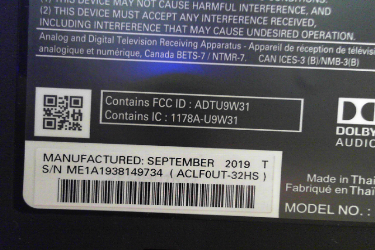 (1) THIS DEVICE MAY NOT CAUSE HARMFUL INTERFERENCE, AND
(2) THIS DEVICE MUST ACCEPT ANY INTERFERENCE RECEIVED,
INCLUDING INTERFERENCE THAT MAY CAUSE UNDESIRED OPERATION.
Analog and Digital Television Receiving Apparatus - Appareil de réception de télévisi
analogique et numérique, Canada BETS-7 / NTMR-7. CAN ICES-3 (B)/NMB-3(B)
Contains FCC ID : ADTU9W31
Contains IC : 1178A-U9W31
DOLBY
AUDIO
MANUFACTURED: SEPTEMBER 2019 T
S/N ME1A1938149734 ( ACLF0UT-32HS )
Made in Thai
Fabriqué en Thaï
MODEL NO. :